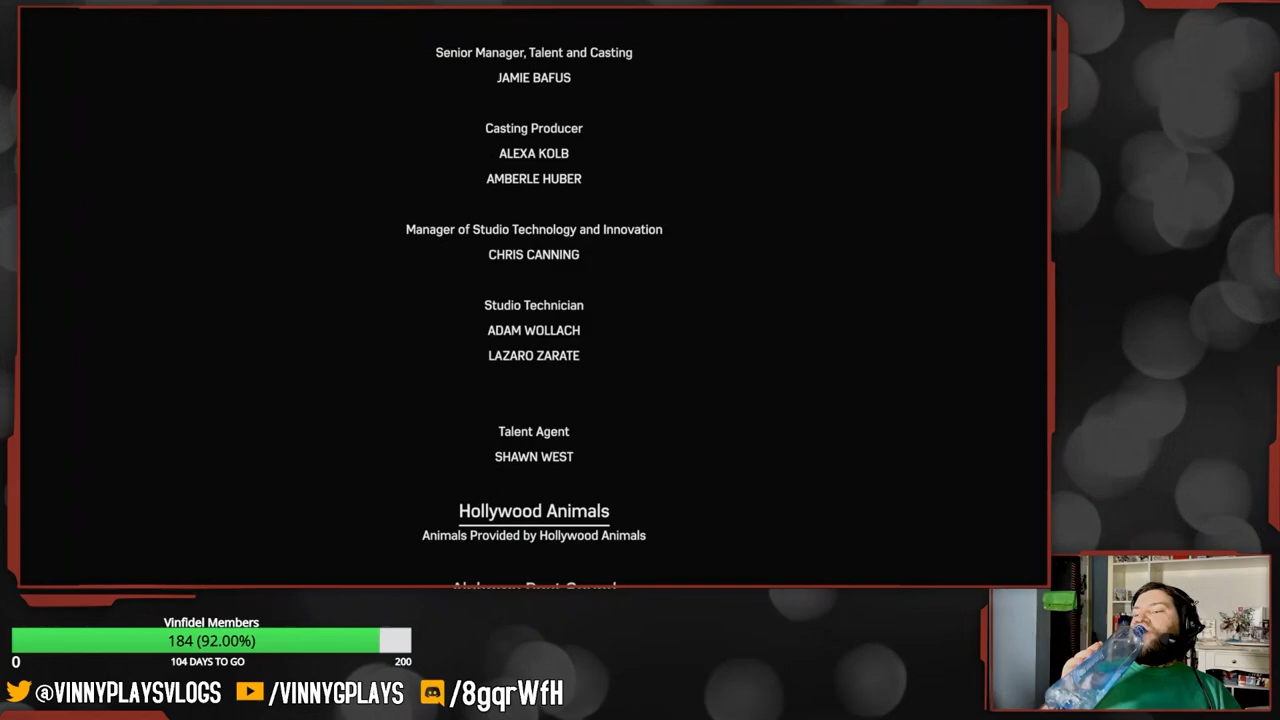 Senior Manager, Talent and Casting
JAMIE BAFUS
Casting Producer
ALEXA KOLB
AMBERLE HUBER
Manager of Studio Technology and Innovation
CHRIS CANNING
Studio Technician
ADAM WOLLACH
LAZARO ZARATE
Talent Agent
SHAWN WEST
Hollywood Animals
Animals Provided by Hollywood Animals
Vinfidel Members
184 (92.00%)
0
104 DAYS TO GO
200
@VINNYPLAYSVLOGS
/VINNYGPLAYS
/8gqrWfH